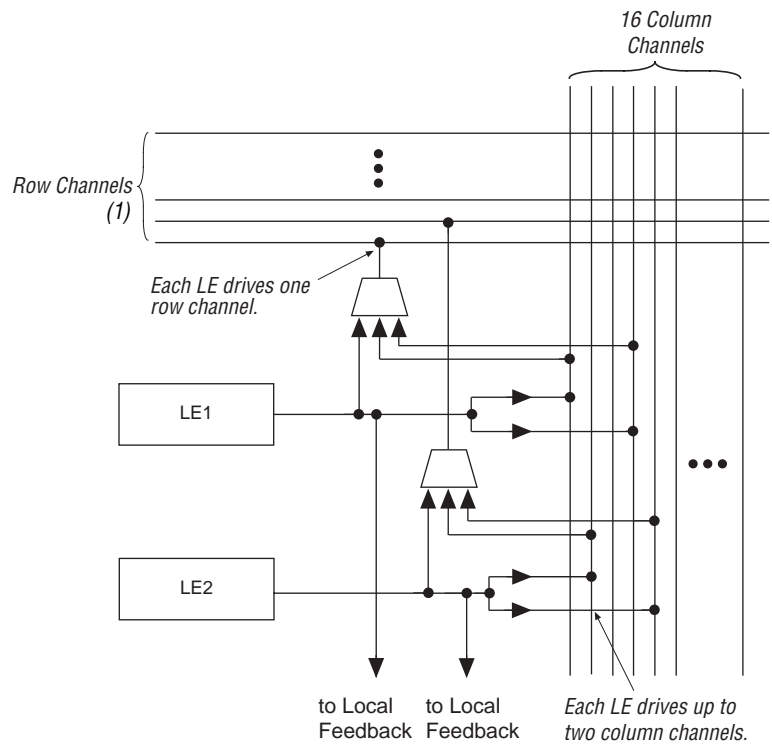 16 Column
Channels
Row Channels
(1)
Each LE drives one
row channel.
LE1
LE2
to Local
Feedback
to Local
Feedback
Each LE drives up to
two column channels.